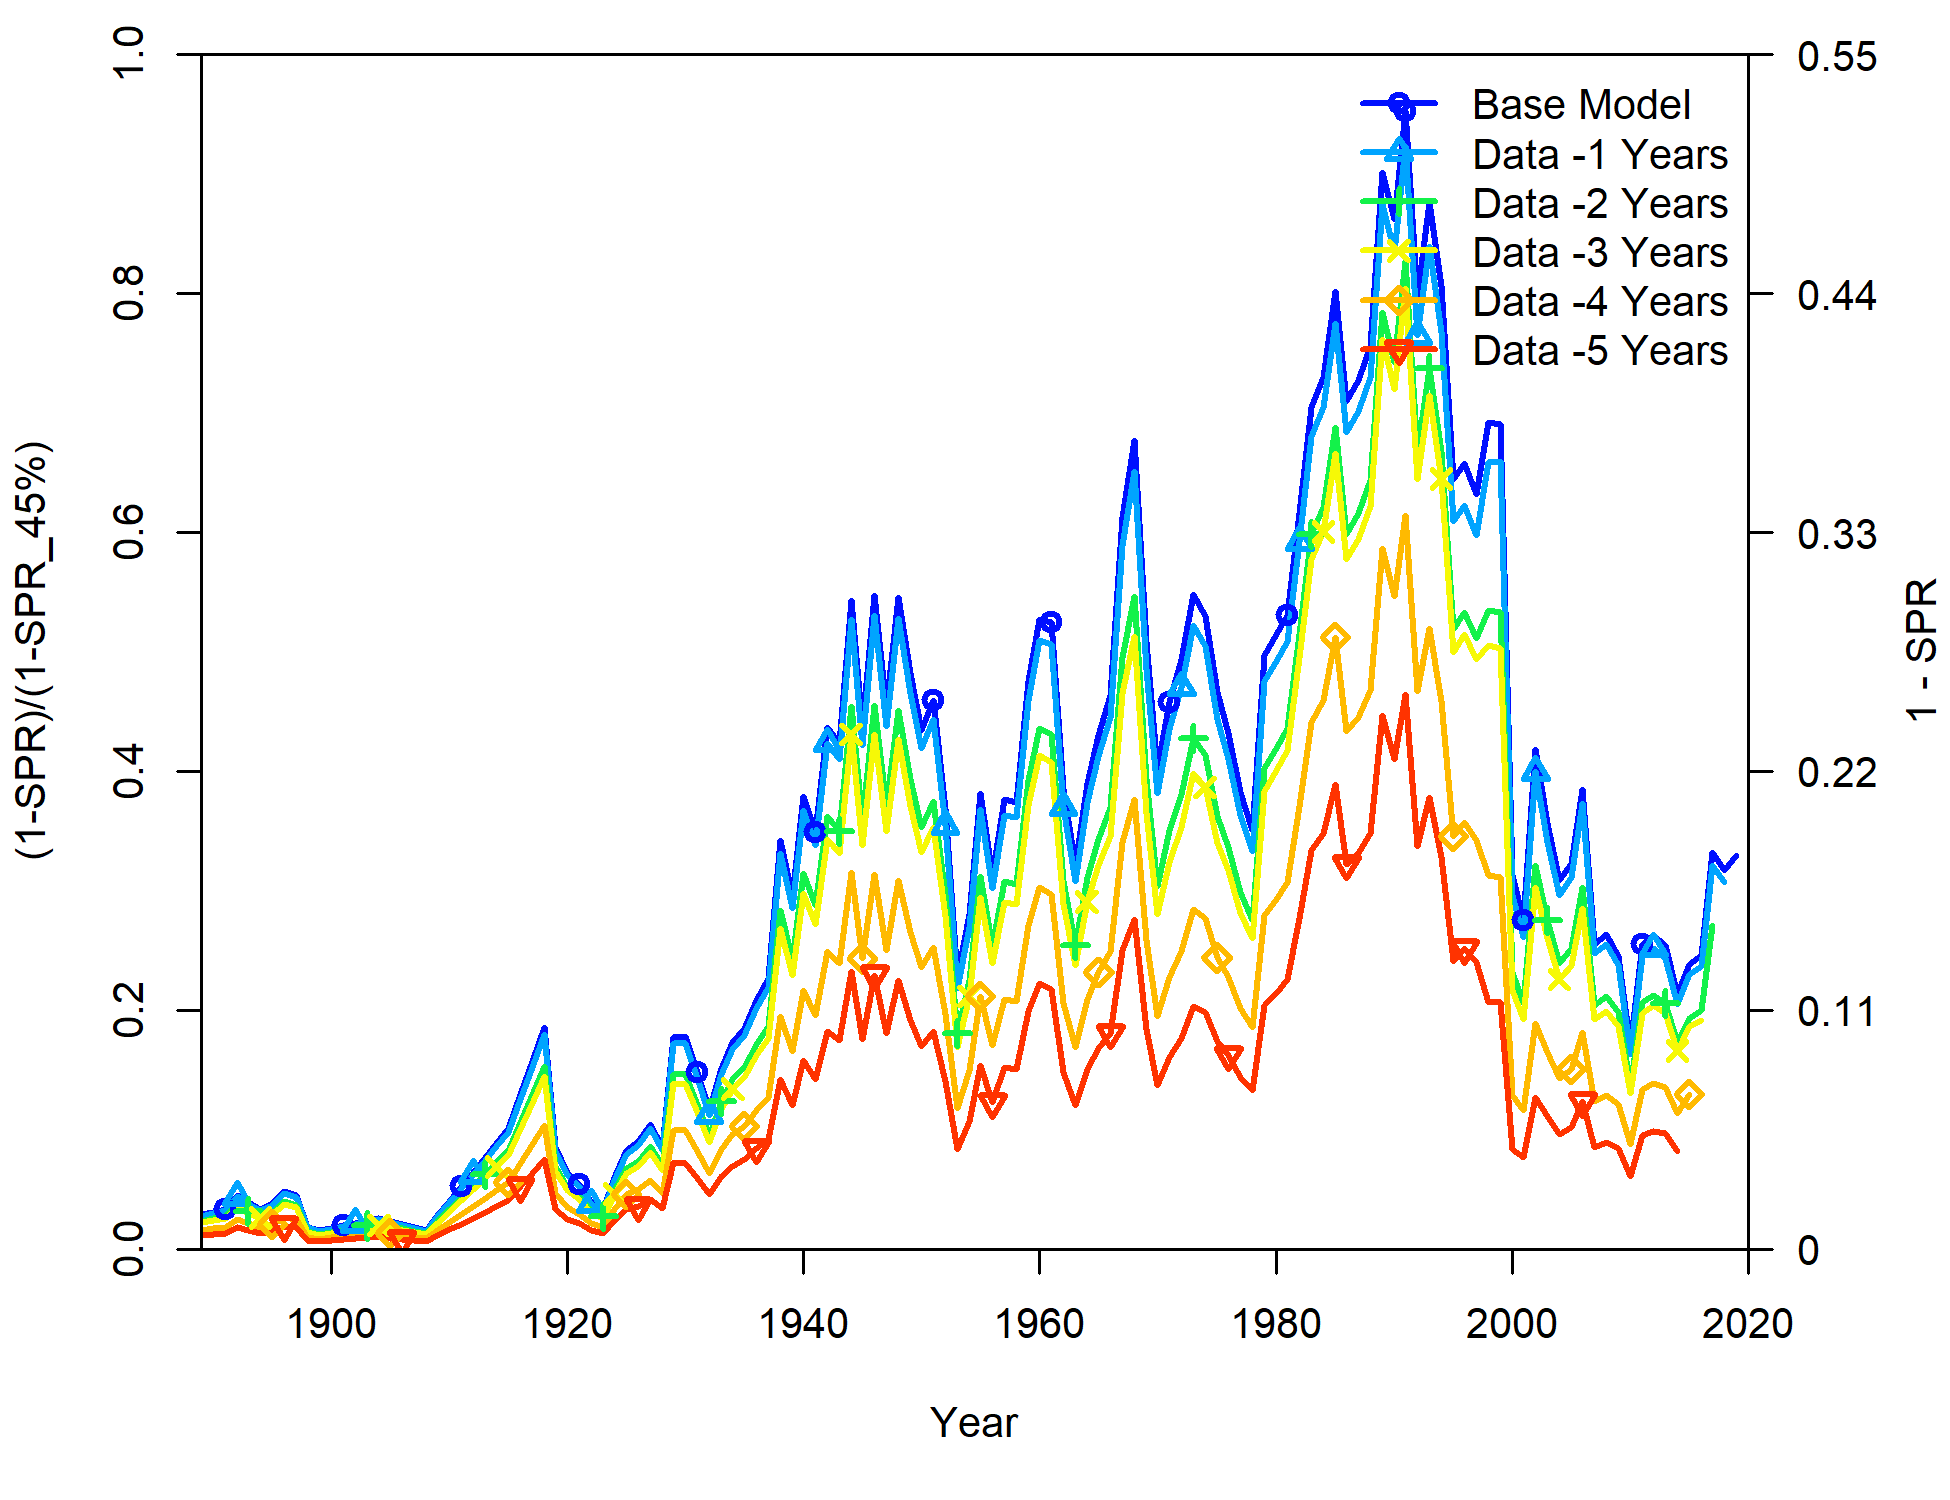 1.0
0.8
0.6
0.4
0.2
0.0
(1-SPR)/(1-SPR_45%)
Base Model
Data -1 Years
Data -2 Years
Data -3 Years
Data -4 Years
Data -5 Years
0.55
0.44
0.33
0.22
0.11
0
1 - SPR
1900 1920 1940 1960 1980 2000 2020
Year